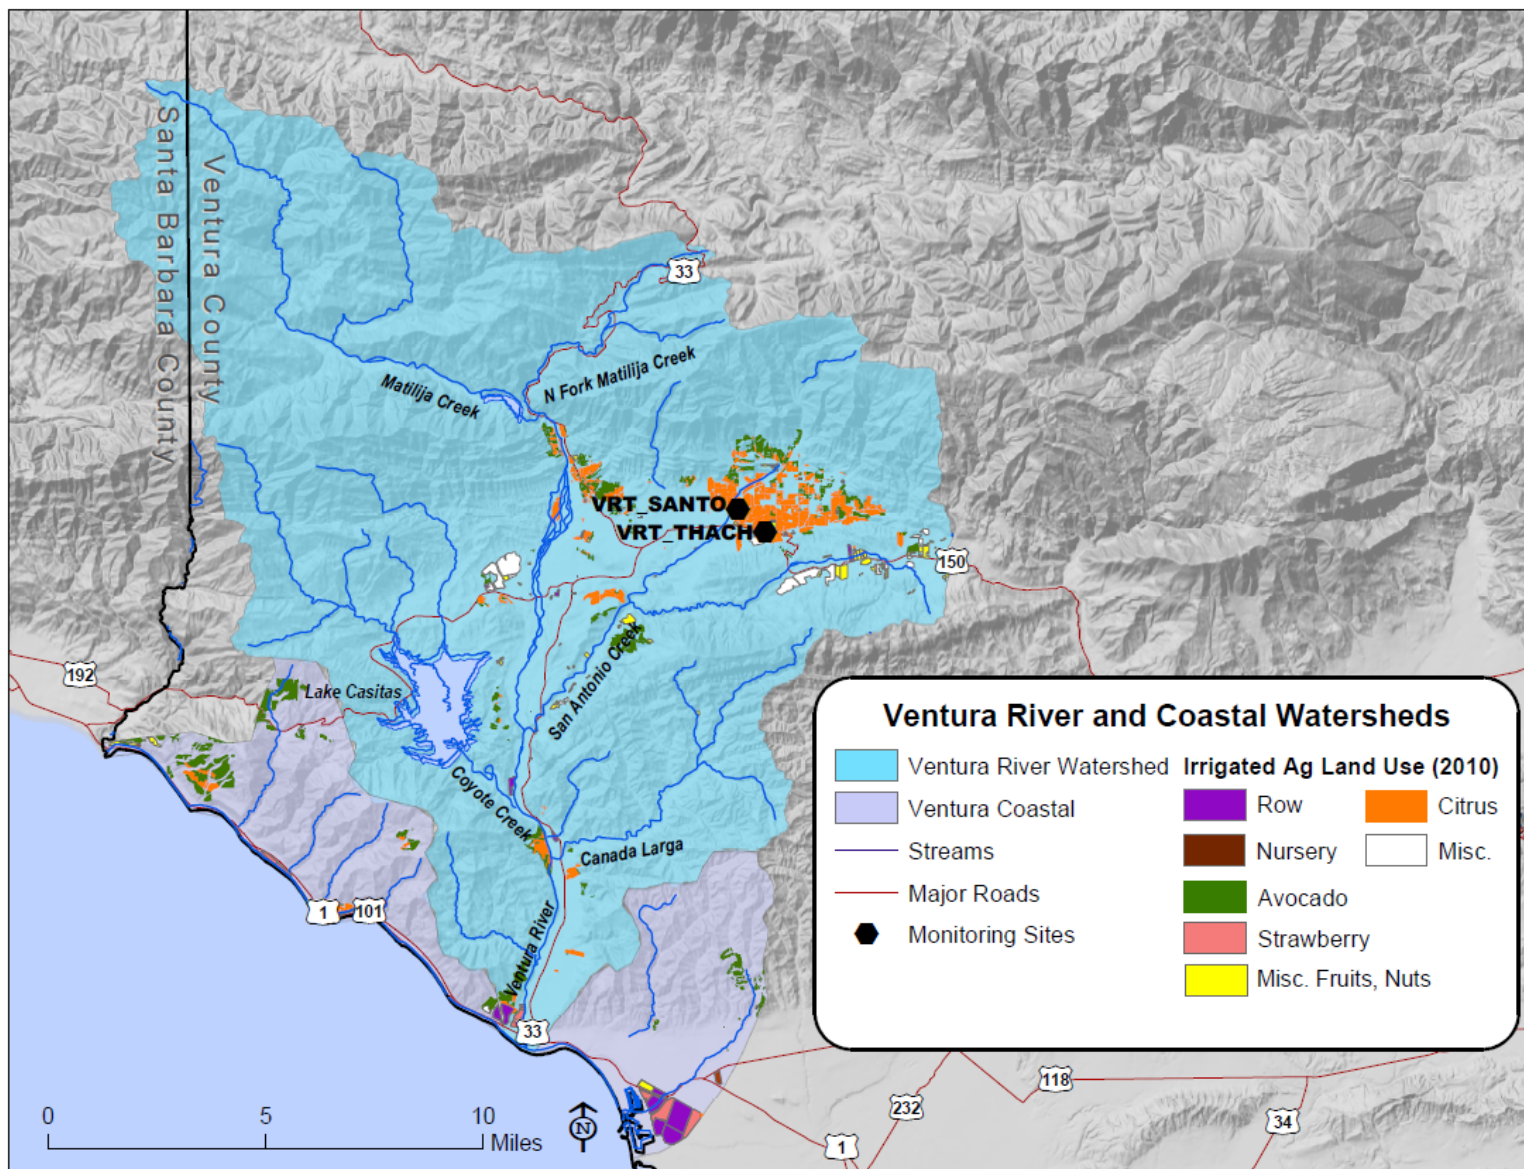 Santa Barbara County
Ventura County
33
N Fork Matilija Creek
Matilija Creek
VRT_SANTO
VRT_THACH
150
192
Lake Casitas
San Antonio Creek
Coyote Creek
Canada Larga
1
101
Ventura River
33
Ventura River and Coastal Watersheds
Ventura River Watershed
Ventura Coastal
Streams
Major Roads
Monitoring Sites
Irrigated Ag Land Use (2010)
Row
Citrus
Nursery
Misc.
Avocado
Strawberry
Misc. Fruits, Nuts
118
232
34
1
0 5 10
Miles
N